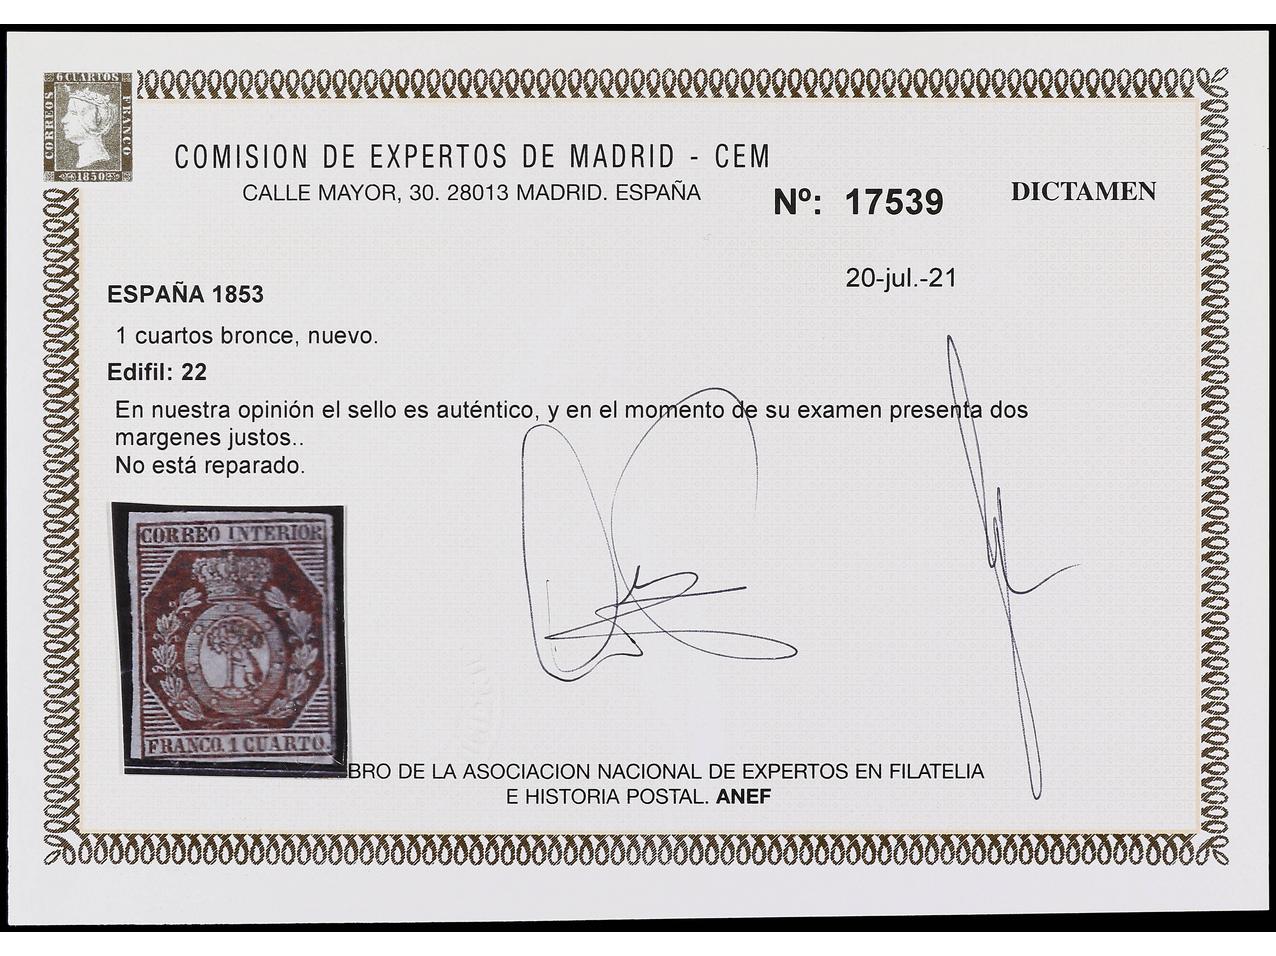 6 CUARTOS
CORREOS
FRANCO
1850
COMISION DE EXPERTOS DE MADRID - CEM
CALLE MAYOR, 30. 28013 MADRID. ESPAÑA
Nº: 17539
DICTAMEN
20-jul.-21
ESPAÑA 1853
1 cuartos bronce, nuevo.
Edifil: 22
En nuestra opinión el sello es auténtico, y en el momento de su examen presenta dos
margenes justos..
No está reparado.
CORREO INTERIOR
FRANCO. 1 CUARTO.
BRO DE LA ASOCIACION NACIONAL DE EXPERTOS EN FILATELIA
E HISTORIA POSTAL. ANEF